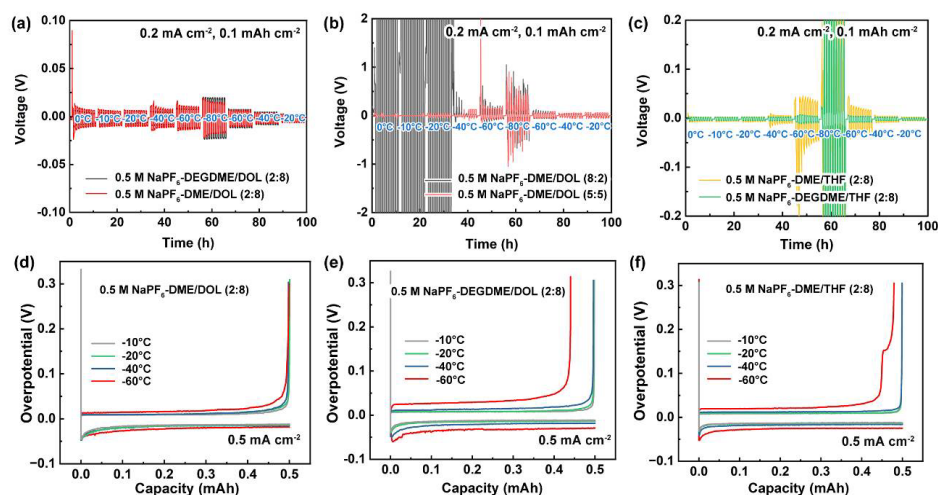 (a)
0.2 mA cm-2, 0.1 mAh cm-2
Voltage (V)
0.10
0.05
0.00
-0.05
-0.10
0°C -10°C -20°C -40°C -60°C -80°C -60°C -40°C -20°C
0.5 M NaPF6-DEGDME/DOL (2:8)
0.5 M NaPF6-DME/DOL (2:8)
0 20 40 60 80 100
Time (h)
(b)
0.2 mA cm-2, 0.1 mAh cm-2
Voltage (V)
2
1
0
-1
-2
0°C -10°C -20°C -40°C -60°C -80°C -60°C -40°C -20°C
0.5 M NaPF6-DME/DOL (8:2)
0.5 M NaPF6-DME/DOL (5:5)
0 20 40 60 80 100
Time (h)
(c)
0.2 mA cm-2, 0.1 mAh cm-2
Voltage (V)
0.2
0.1
0.0
-0.1
-0.2
0°C -10°C -20°C -40°C -60°C -80°C -60°C -40°C -20°C
0.5 M NaPF6-DME/THF (2:8)
0.5 M NaPF6-DEGDME/THF (2:8)
0 20 40 60 80 100
Time (h)
(d)
Overpotential (V)
0.3
0.2
0.1
0.0
-0.1
0.5 M NaPF6-DME/DOL (2:8)
-10°C
-20°C
-40°C
-60°C
0.5 mA cm-2
0.0 0.1 0.2 0.3 0.4 0.5
Capacity (mAh)
(e)
Overpotential (V)
0.3
0.2
0.1
0.0
-0.1
0.5 M NaPF6-DEGDME/DOL (2:8)
-10°C
-20°C
-40°C
-60°C
0.5 mA cm-2
0.0 0.1 0.2 0.3 0.4 0.5
Capacity (mAh)
(f)
Overpotential (V)
0.3
0.2
0.1
0.0
−0.1
0.5 M NaPF6-DME/THF (2:8)
-10°C
-20°C
-40°C
-60°C
0.5 mA cm-2
0.0 0.1 0.2 0.3 0.4 0.5
Capacity (mAh)